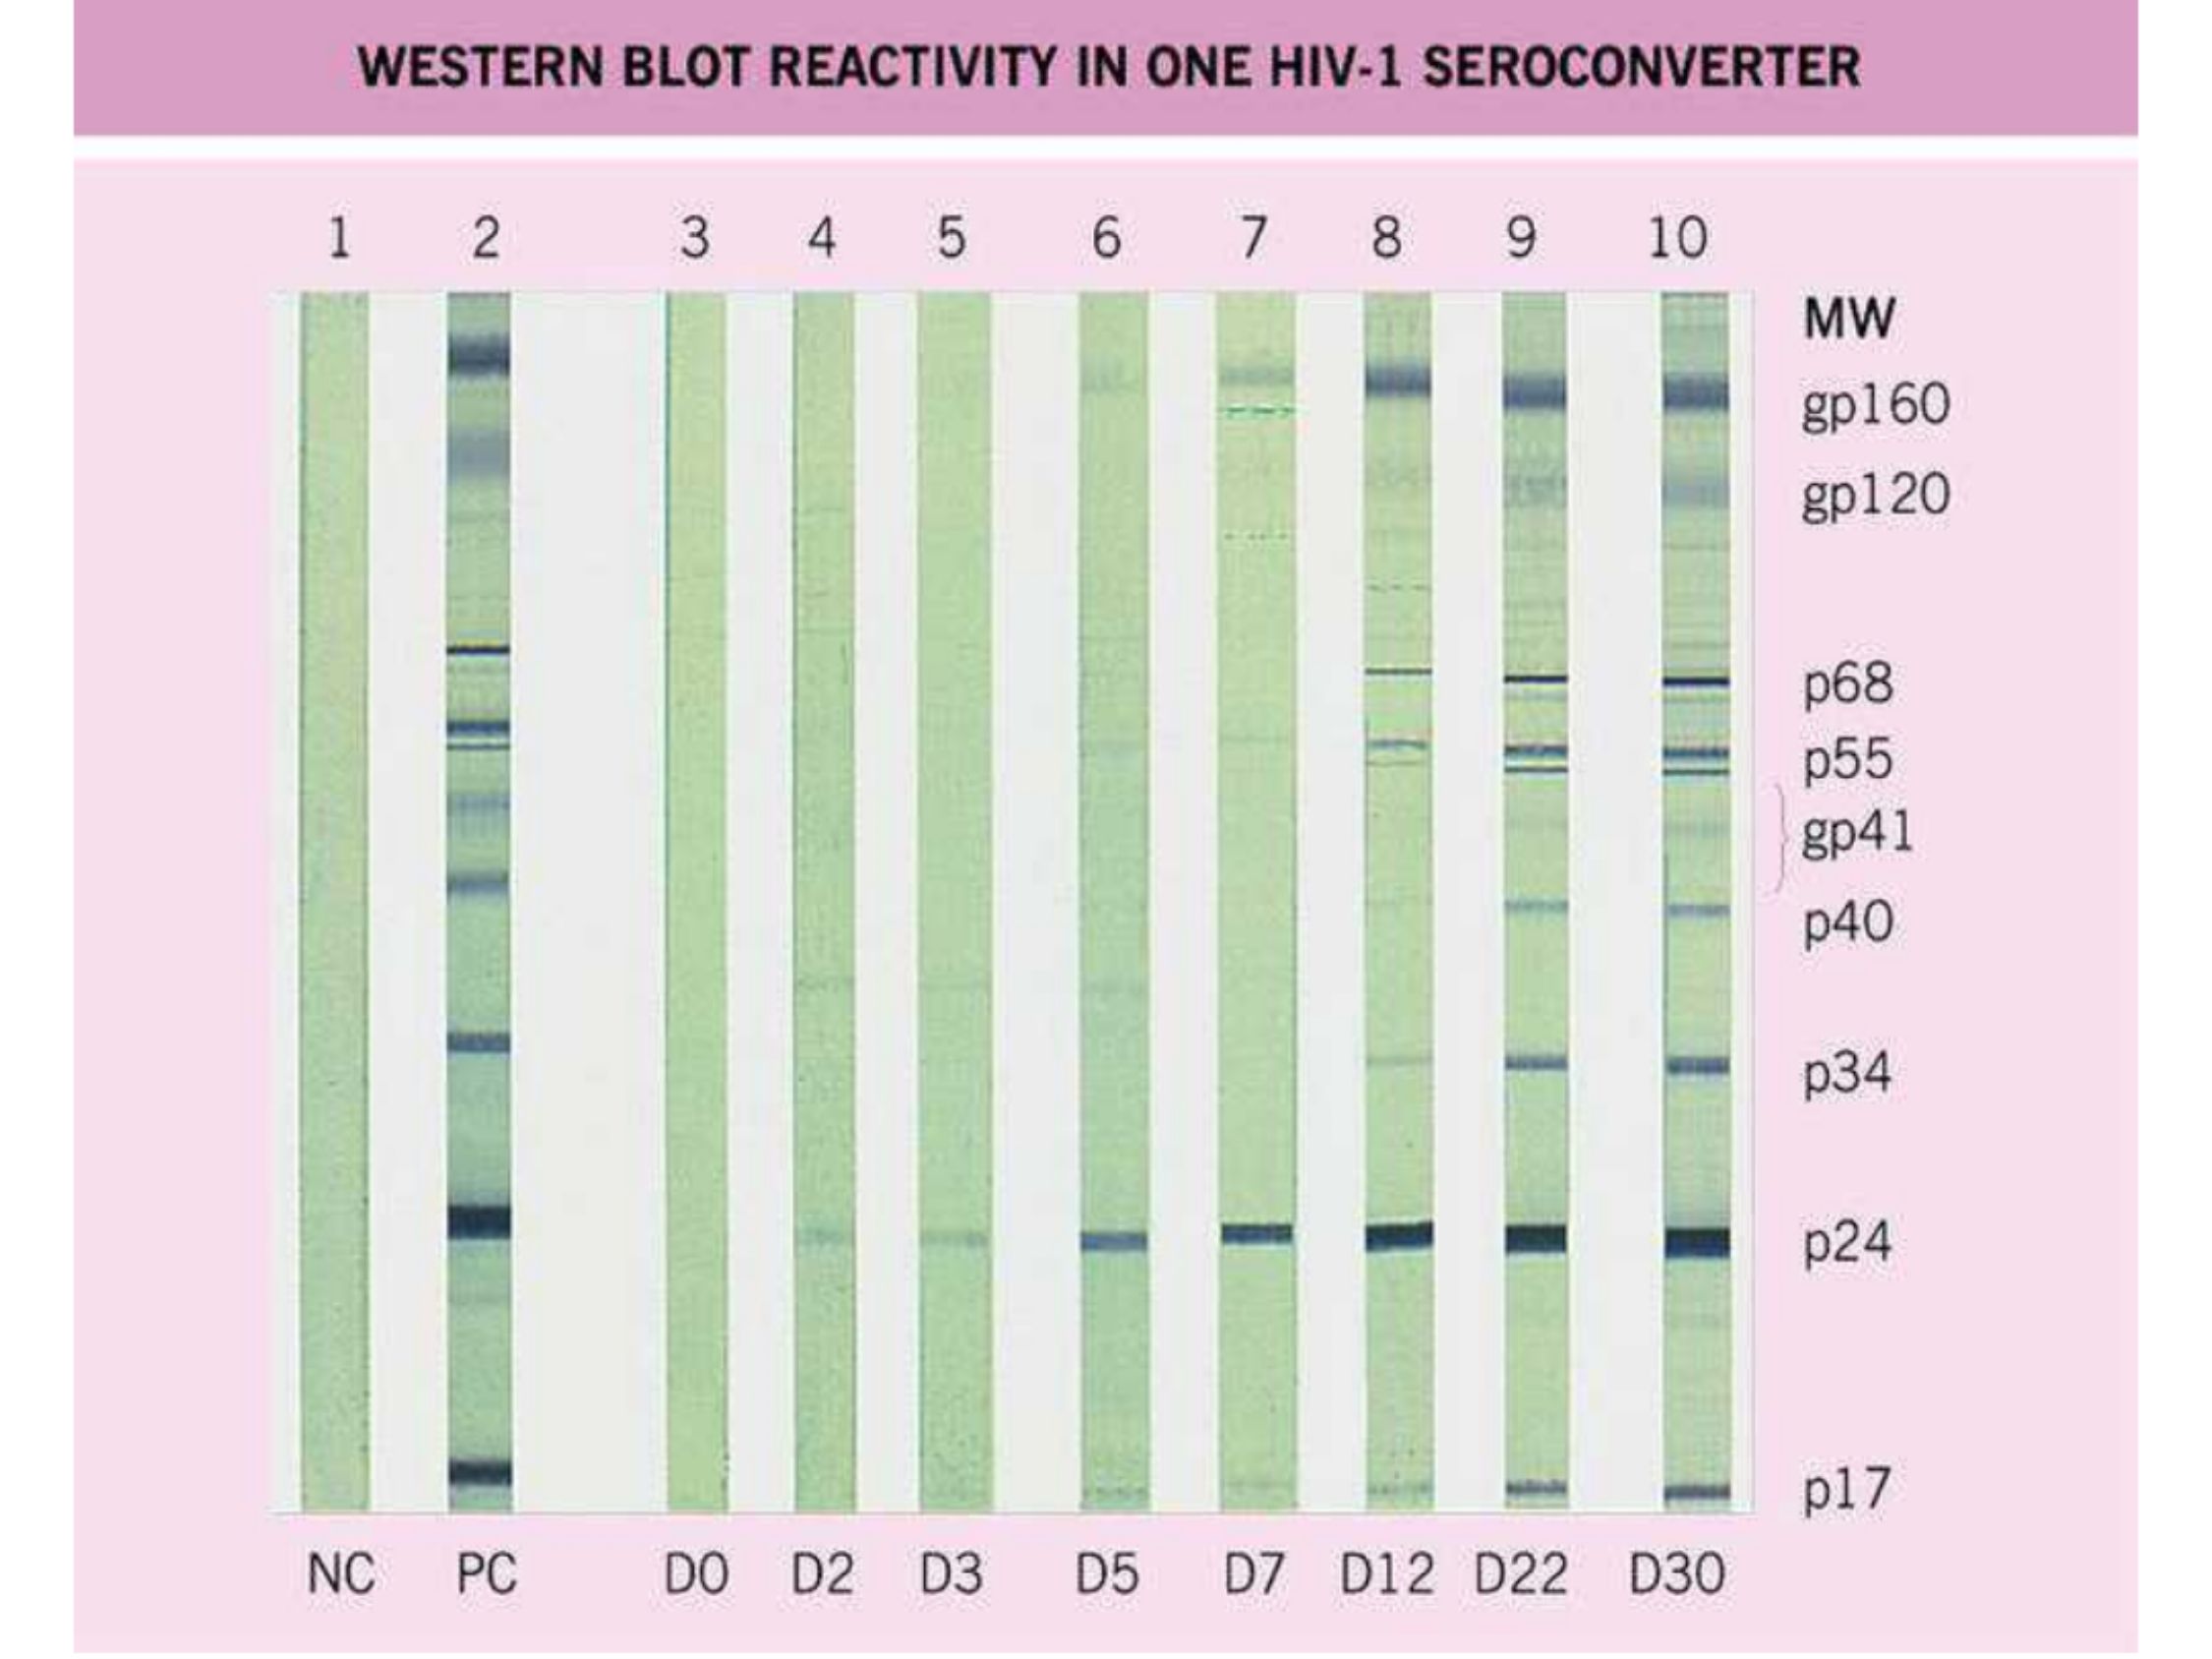 WESTERN BLOT REACTIVITY IN ONE HIV-1 SEROCONVERTER
1 2 3 4 5 6 7 8 9 10
MW
gp160
gp120
p68
p55
gp41
p40
p34
p24
p17
NC PC D0 D2 D3 D5 D7 D12 D22 D30